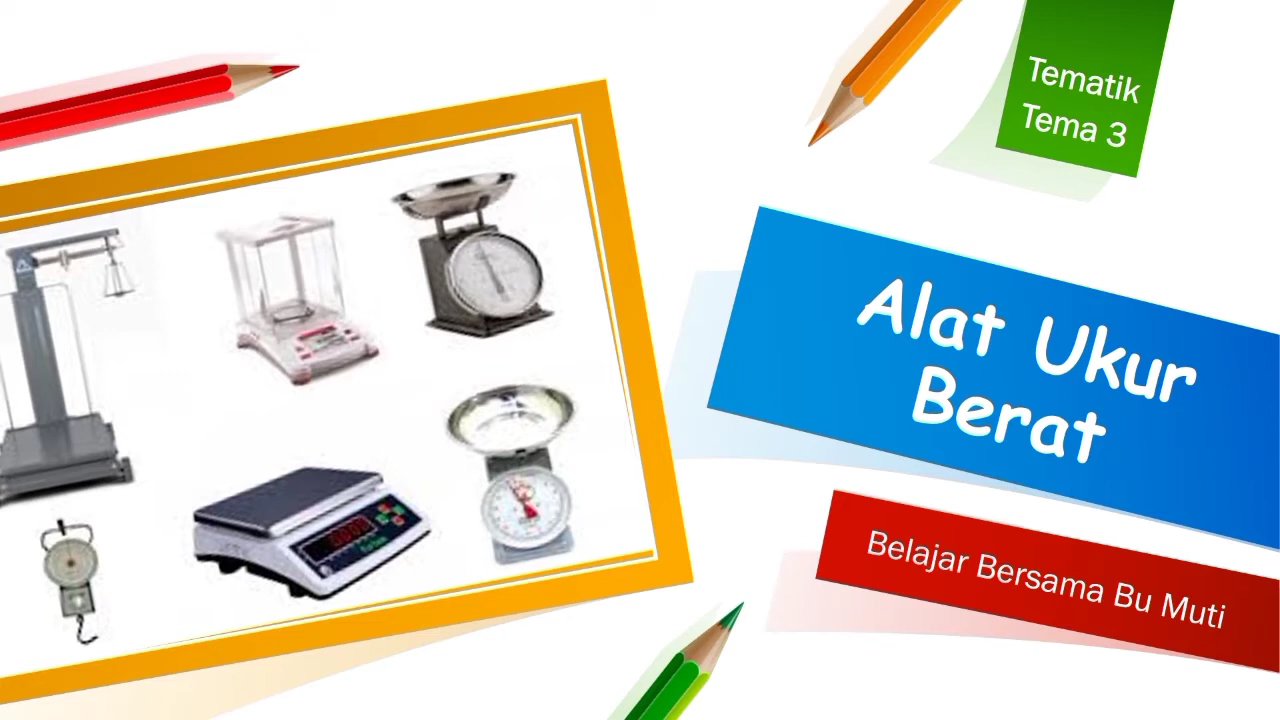 Tematik
Tema 3
Alat Ukur
Berat
Belajar Bersama Bu Muti